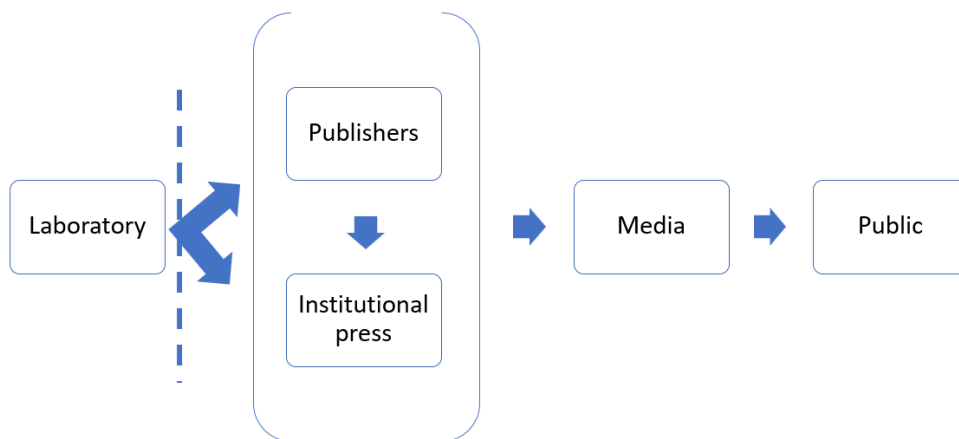 Laboratory
Publishers
Institutional
press
Media
Public